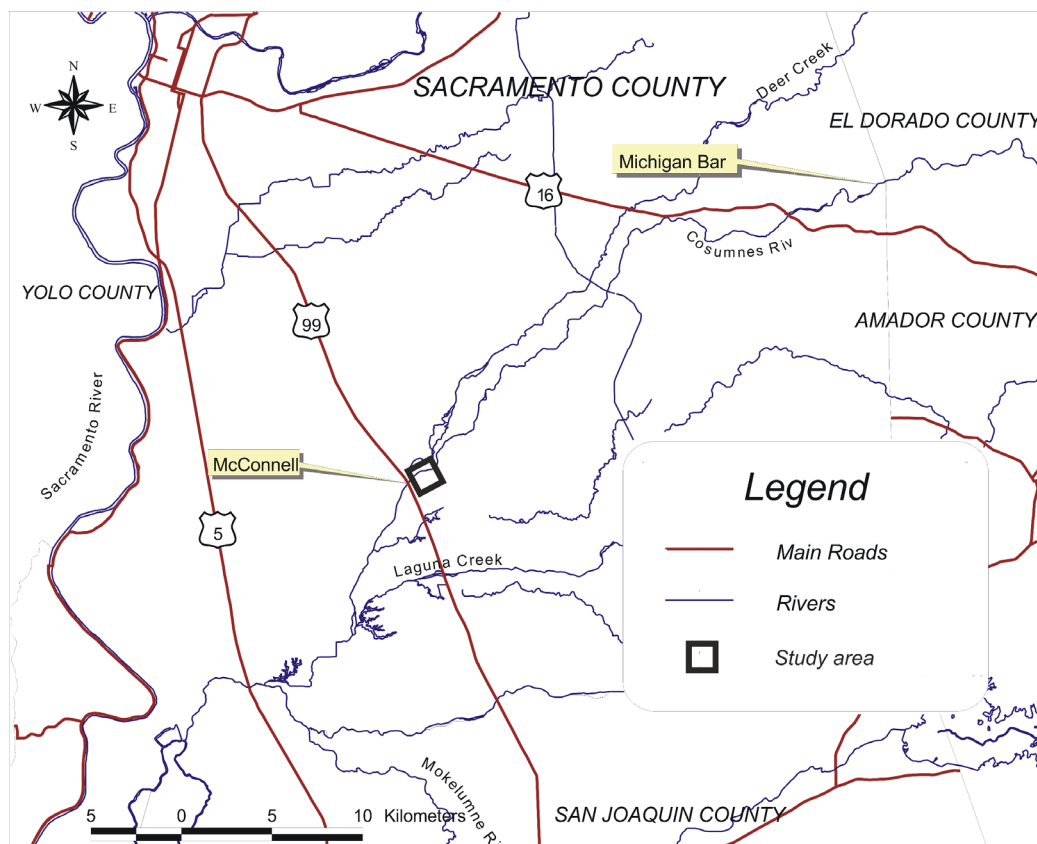 N
W
E
S
SACRAMENTO COUNTY
Deer Creek
EL DORADO COUNTY
Michigan Bar
16
Cosumnes Riv
YOLO COUNTY
99
AMADOR COUNTY
Sacramento River
McConnell
5
Laguna Creek
Legend
Main Roads
Rivers
Study area
Mokelumne Ri
SAN JOAQUIN COUNTY
5 0 5 10 Kilometers